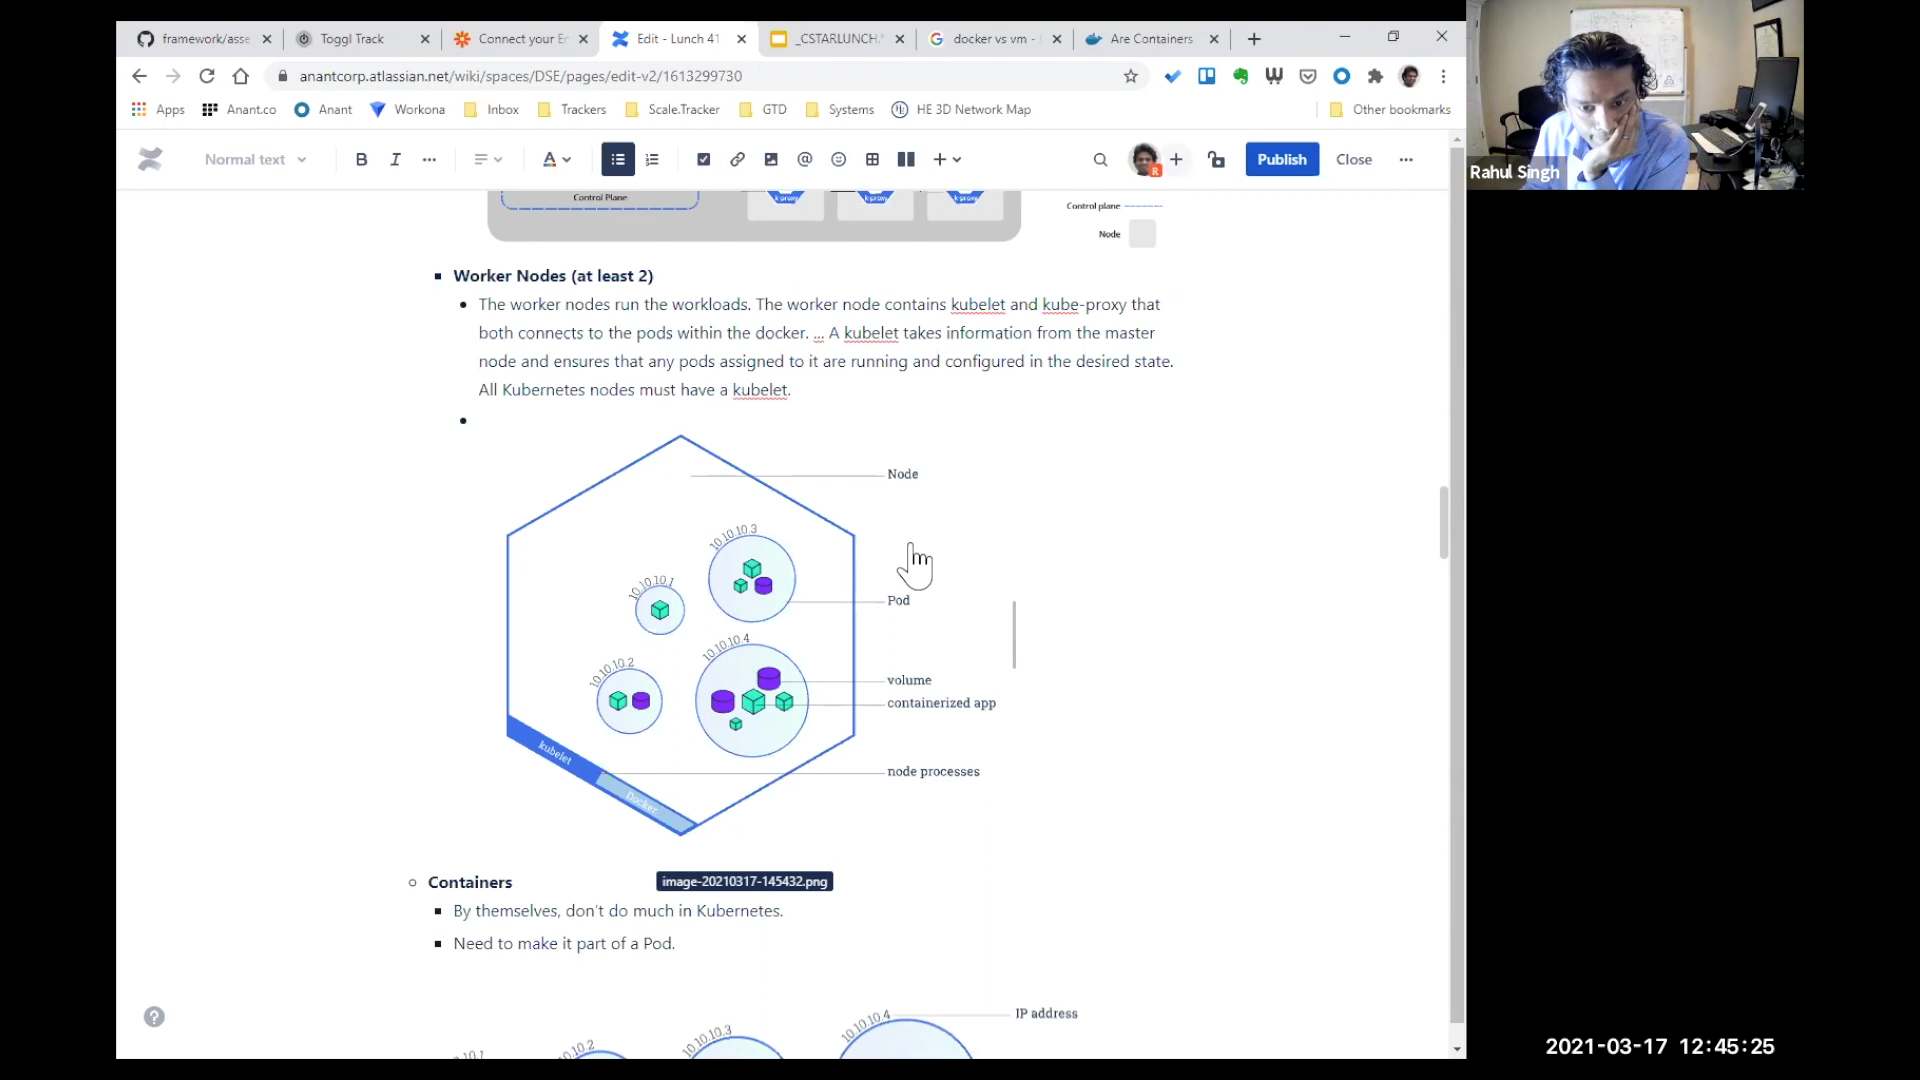 framework/asse
Toggl Track
Connect your E
Edit - Lunch 41
_CSTARLUNCH.
docker vs vm -
Are Containers
anantcorp.atlassian.net/wiki/spaces/DSE/pages/edit-v2/1613299730
Apps
Anant.co
Anant
Workona
Inbox
Trackers
Scale.Tracker
GTD
Systems
HE 3D Network Map
Other bookmarks
Normal text
Publish
Close
Rahul Singh
Control Plane
k-proxy
k-proxy
k-proxy
Control plane
Node
Worker Nodes (at least 2)
The worker nodes run the workloads. The worker node contains kubelet and kube-proxy that
both connects to the pods within the docker. ... A kubelet takes information from the master
node and ensures that any pods assigned to it are running and configured in the desired state.
All Kubernetes nodes must have a kubelet.
Node
10.10.10.3
10.10.10.1
Pod
10.10.10.4
10.10.10.2
volume
containerized app
kubelet
node processes
Docker
Containers
image-20210317-145432.png
By themselves, don't do much in Kubernetes.
Need to make it part of a Pod.
10.10.10.4
IP address
10.10.10.3
2021-03-17 12:45:25